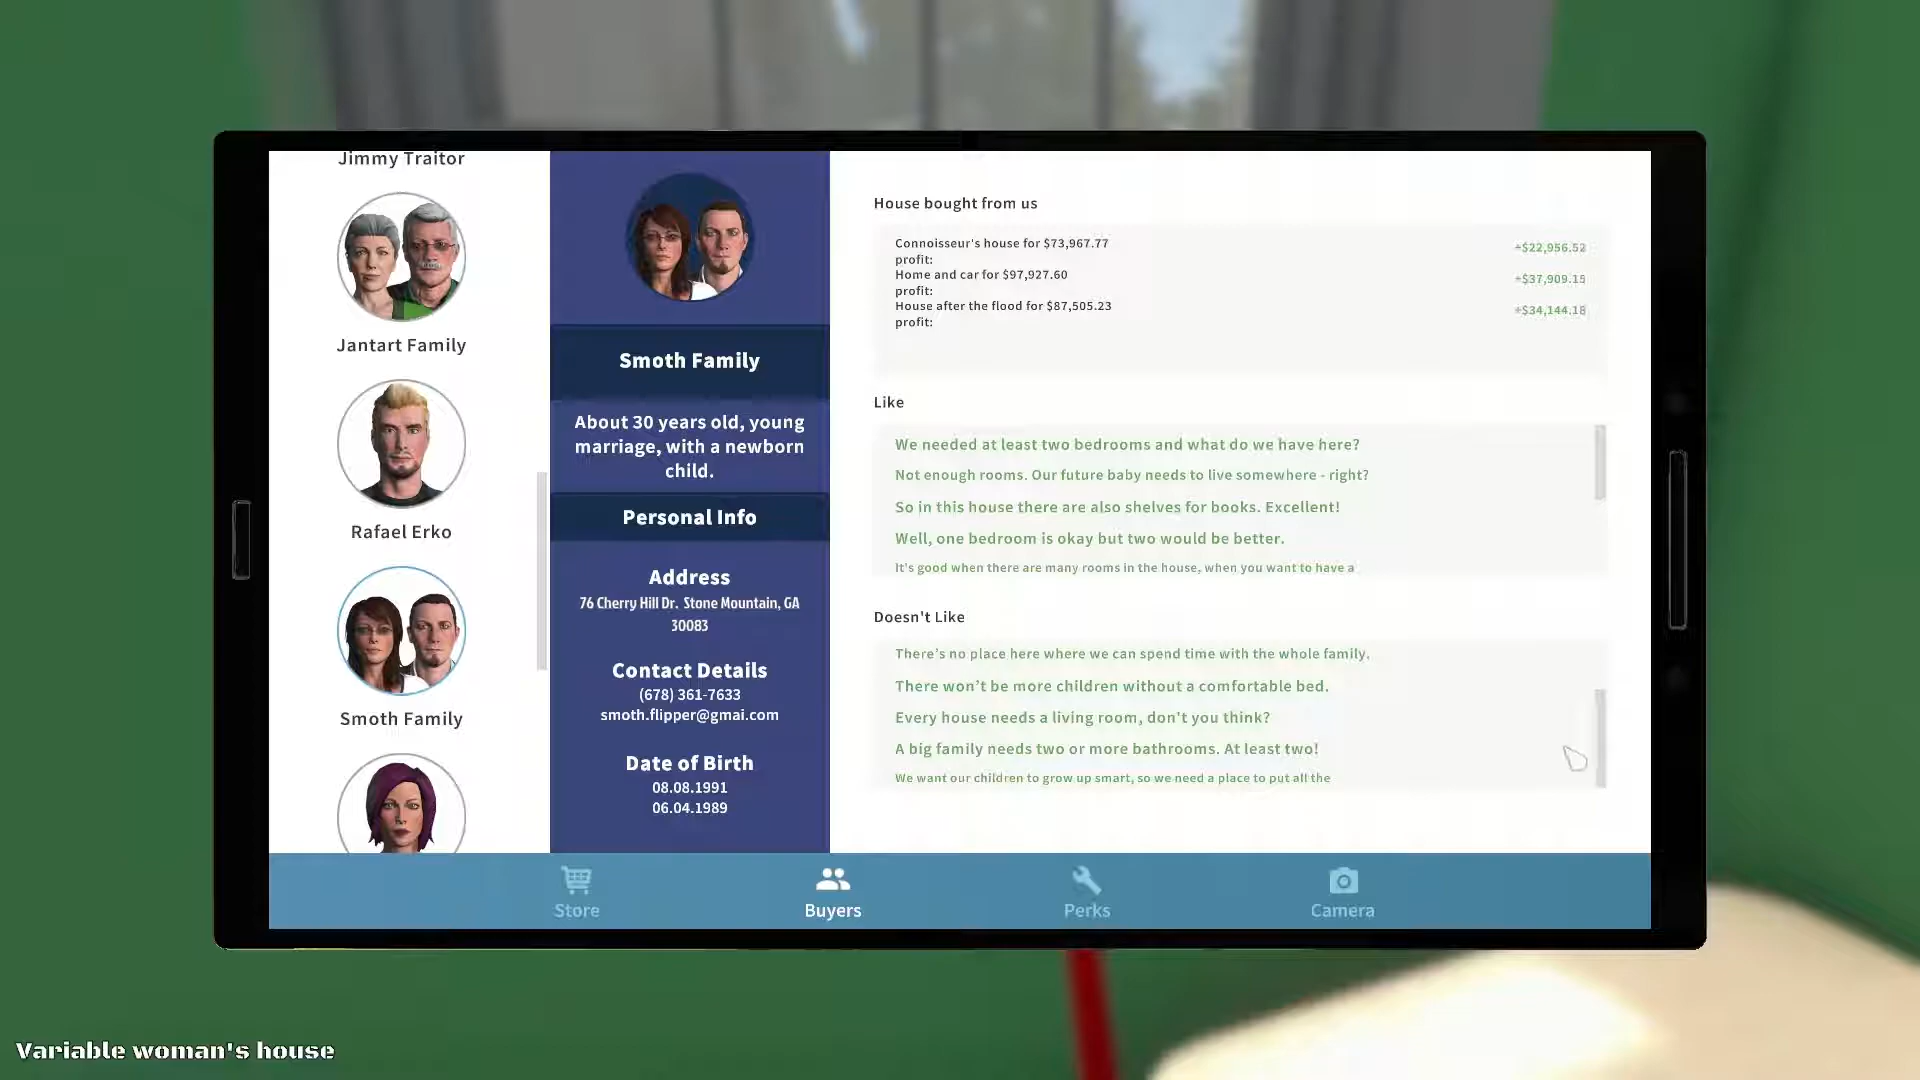 Jimmy Traitor
Jantart Family
Rafael Erko
Smoth Family
Smoth Family
About 30 years old, young
marriage, with a newborn
child.
Personal Info
Address
76 Cherry Hill Dr. Stone Mountain, GA
30083
Contact Details
(678) 361-7633
smoth.flipper@gmai.com
Date of Birth
08.08.1991
06.04.1989
House bought from us
Connoisseur's house for $73,967.77
profit:
+$22,956.52
Home and car for $97,927.60
profit:
+$37,909.15
House after the flood for $87,505.23
profit:
+$34,144.18
Like
We needed at least two bedrooms and what do we have here?
Not enough rooms. Our future baby needs to live somewhere - right?
So in this house there are also shelves for books. Excellent!
Well, one bedroom is okay but two would be better.
It's good when there are many rooms in the house, when you want to have a
Doesn't Like
There's no place here where we can spend time with the whole family.
There won't be more children without a comfortable bed.
Every house needs a living room, don't you think?
A big family needs two or more bathrooms. At least two!
We want our children to grow up smart, so we need a place to put all the
Store
Buyers
Perks
Camera
Variable woman's house